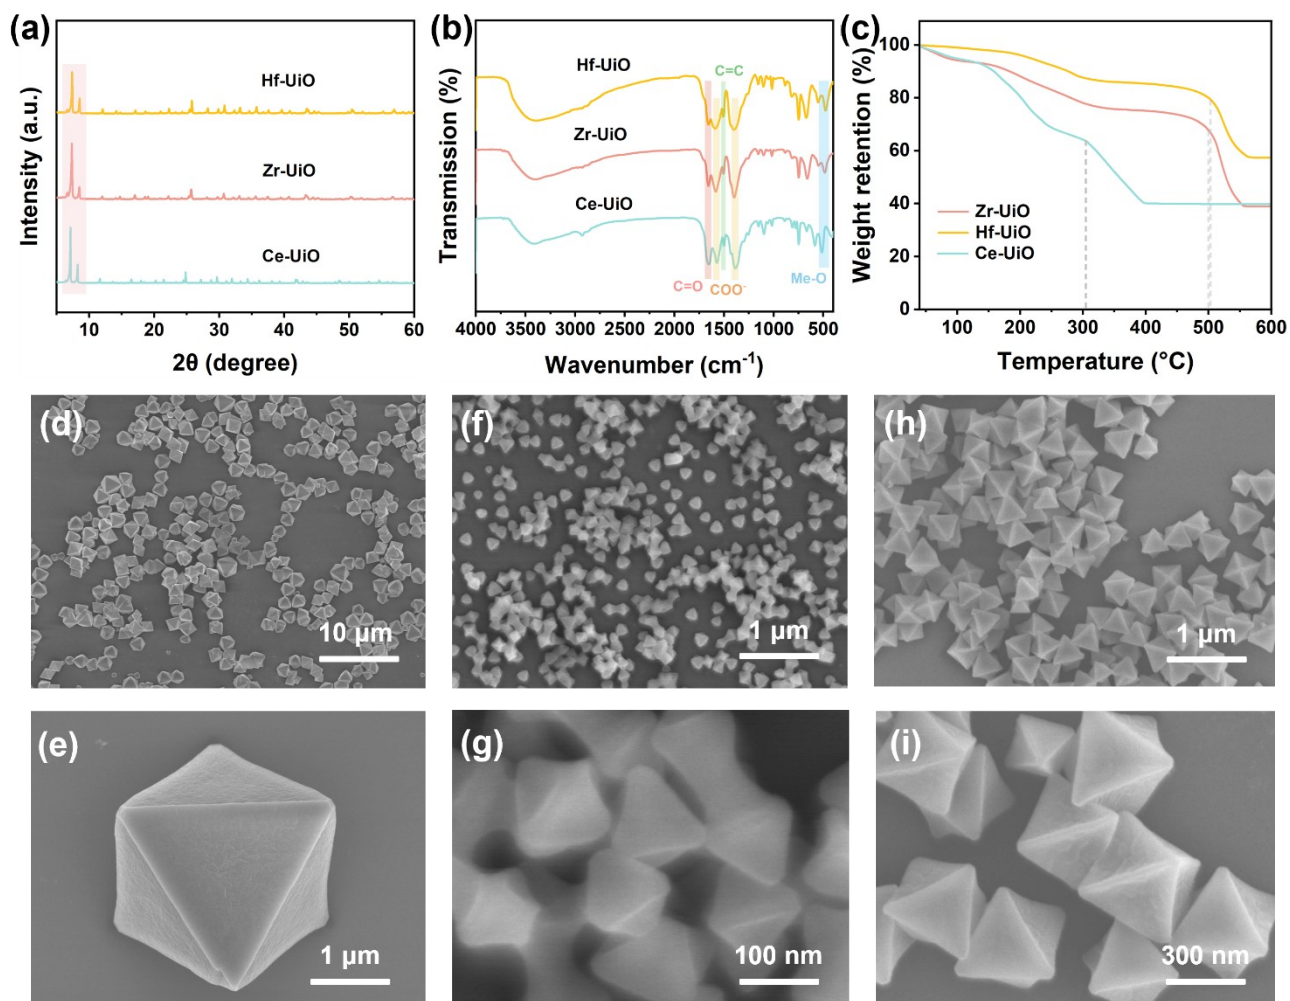 (a)
Intensity (a.u.)
Hf-UiO
Zr-UiO
Ce-UiO
10 20 30 40 50 60
2θ (degree)
(b)
Transmission (%)
Hf-UiO
C=C
Zr-UiO
Ce-UiO
C=O
COO⁻
Me-O
4000 3500 3000 2500 2000 1500 1000 500
Wavenumber (cm⁻¹)
(c)
Weight retention (%)
100
80
60
40
20
0
Zr-UiO
Hf-UiO
Ce-UiO
100 200 300 400 500 600
Temperature (°C)
(d)
10 μm
(f)
1 μm
(h)
1 μm
(e)
1 μm
(g)
100 nm
(i)
300 nm